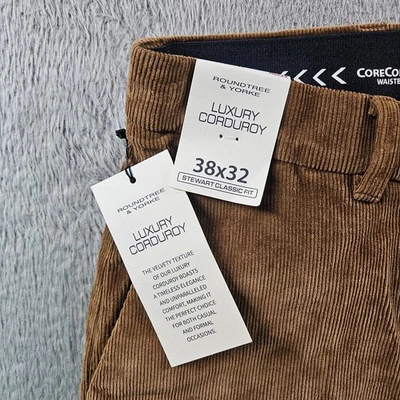 CORECO
WAISTE
ROUNDTREE
& YORKE
LUXURY
CORDUROY
38x32
STEWART CLASSIC FIT
ROUNDTREE
& YORKE
LUXURY
CORDUROY
THE VELVETY TEXTURE
OF OUR LUXURY
CORDUROY BOASTS
A TIMELESS ELEGANCE
AND UNPARALLELED
COMFORT, MAKING IT
THE PERFECT CHOICE
FOR BOTH CASUAL
AND FORMAL
OCCASIONS.